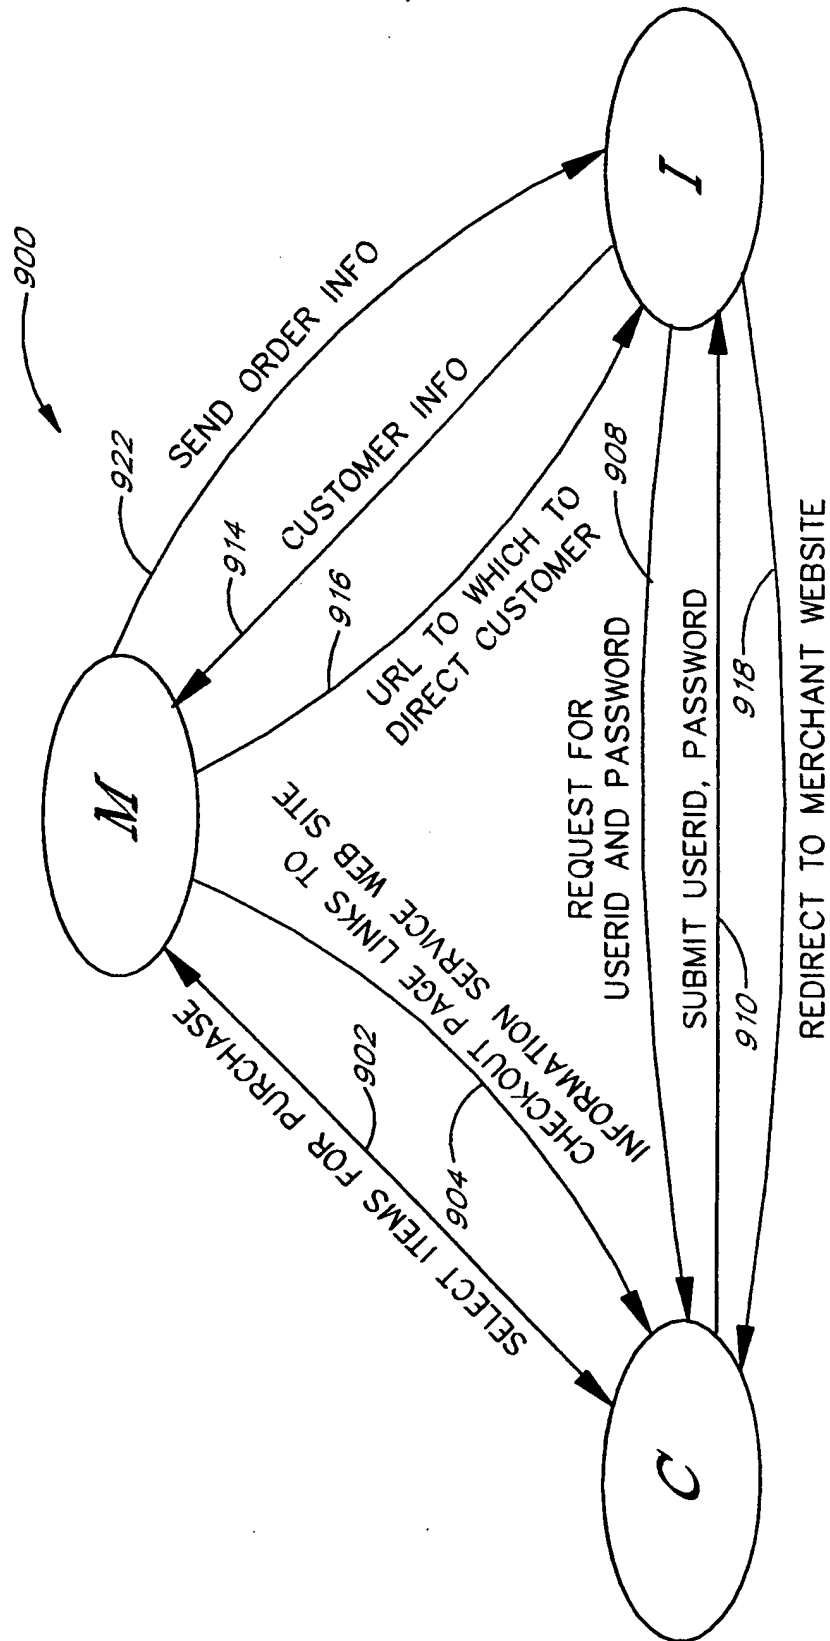 900
M
922
SEND ORDER INFO
914
CUSTOMER INFO
916
URL TO WHICH TO
DIRECT CUSTOMER
SELECT ITEMS FOR PURCHASE
902
904
CHECKOUT PAGE LINKS TO
INFORMATION SERVICE WEB SITE
REQUEST FOR
USERID AND PASSWORD
908
SUBMIT USERID, PASSWORD
910
918
REDIRECT TO MERCHANT WEBSITE
C
I